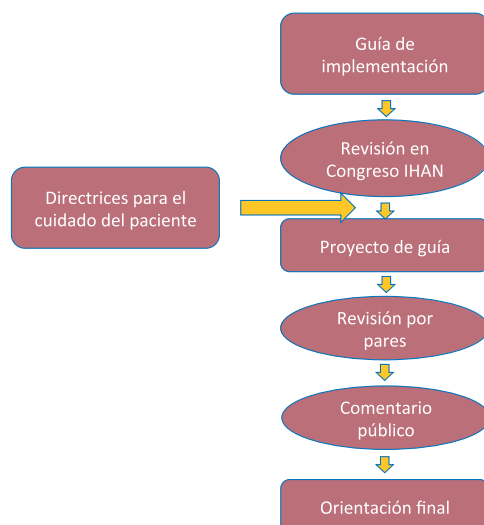 Guía de
implementación
Revisión en
Congreso IHAN
Directrices para el
cuidado del paciente
Proyecto de guía
Revisión por
pares
Comentario
público
Orientación final